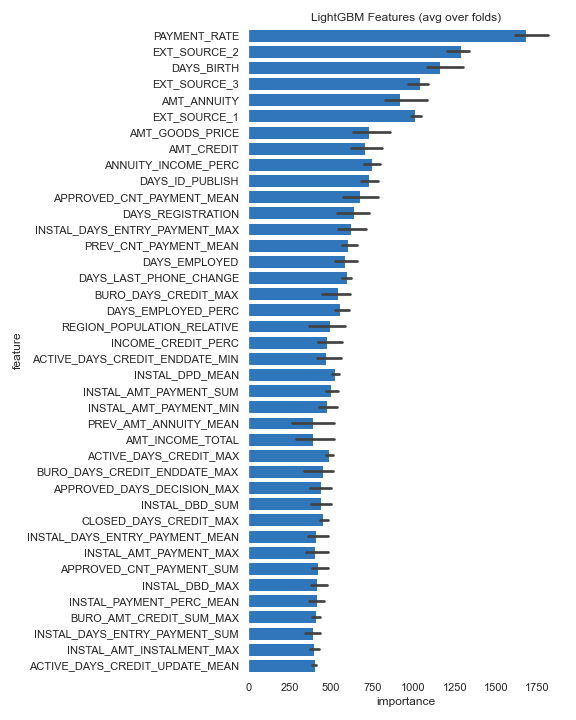 LightGBM Features (avg over folds)
PAYMENT_RATE
EXT_SOURCE_2
DAYS_BIRTH
EXT_SOURCE_3
AMT_ANNUITY
EXT_SOURCE_1
AMT_GOODS_PRICE
AMT_CREDIT
ANNUITY_INCOME_PERC
DAYS_ID_PUBLISH
APPROVED_CNT_PAYMENT_MEAN
DAYS_REGISTRATION
INSTAL_DAYS_ENTRY_PAYMENT_MAX
PREV_CNT_PAYMENT_MEAN
DAYS_EMPLOYED
DAYS_LAST_PHONE_CHANGE
BURO_DAYS_CREDIT_MAX
DAYS_EMPLOYED_PERC
REGION_POPULATION_RELATIVE
INCOME_CREDIT_PERC
ACTIVE_DAYS_CREDIT_ENDDATE_MIN
INSTAL_DPD_MEAN
INSTAL_AMT_PAYMENT_SUM
INSTAL_AMT_PAYMENT_MIN
PREV_AMT_ANNUITY_MEAN
AMT_INCOME_TOTAL
ACTIVE_DAYS_CREDIT_MAX
BURO_DAYS_CREDIT_ENDDATE_MAX
APPROVED_DAYS_DECISION_MAX
INSTAL_DBD_SUM
CLOSED_DAYS_CREDIT_MAX
INSTAL_DAYS_ENTRY_PAYMENT_MEAN
INSTAL_AMT_PAYMENT_MAX
APPROVED_CNT_PAYMENT_SUM
INSTAL_DBD_MAX
INSTAL_PAYMENT_PERC_MEAN
BURO_AMT_CREDIT_SUM_MAX
INSTAL_DAYS_ENTRY_PAYMENT_SUM
INSTAL_AMT_INSTALMENT_MAX
ACTIVE_DAYS_CREDIT_UPDATE_MEAN
feature
0 250 500 750 1000 1250 1500 1750
importance